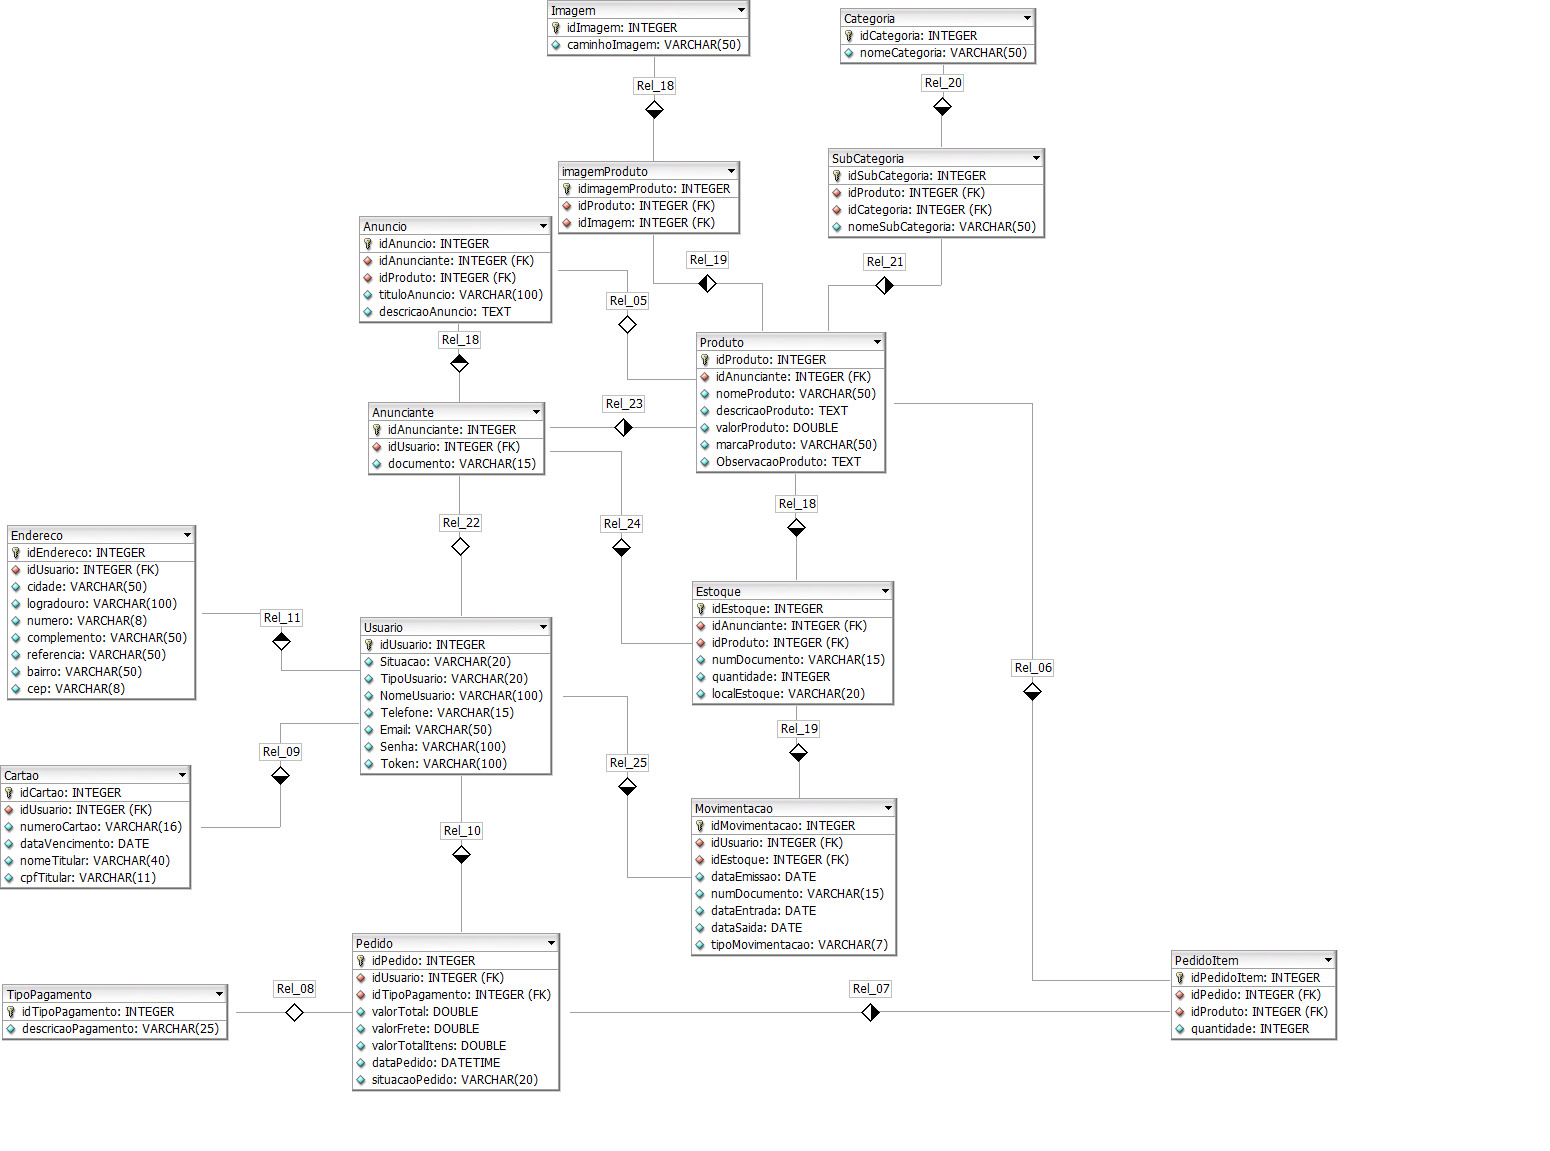 Imagem
idImagem: INTEGER
caminhoImagem: VARCHAR(50)
Categoria
idCategoria: INTEGER
nomeCategoria: VARCHAR(50)
Rel_18
Rel_20
imagemProduto
idimagemProduto: INTEGER
idProduto: INTEGER (FK)
idImagem: INTEGER (FK)
SubCategoria
idSubCategoria: INTEGER
idProduto: INTEGER (FK)
idCategoria: INTEGER (FK)
nomeSubCategoria: VARCHAR(50)
Anuncio
idAnuncio: INTEGER
idAnunciante: INTEGER (FK)
idProduto: INTEGER (FK)
tituloAnuncio: VARCHAR(100)
descricaoAnuncio: TEXT
Rel_19
Rel_21
Rel_05
Rel_18
Produto
idProduto: INTEGER
idAnunciante: INTEGER (FK)
nomeProduto: VARCHAR(50)
descricaoProduto: TEXT
valorProduto: DOUBLE
marcaProduto: VARCHAR(50)
ObservacaoProduto: TEXT
Anunciante
idAnunciante: INTEGER
idUsuario: INTEGER (FK)
documento: VARCHAR(15)
Rel_23
Rel_22
Rel_24
Rel_18
Endereco
idEndereco: INTEGER
idUsuario: INTEGER (FK)
cidade: VARCHAR(50)
logradouro: VARCHAR(100)
numero: VARCHAR(8)
complemento: VARCHAR(50)
referencia: VARCHAR(50)
bairro: VARCHAR(50)
cep: VARCHAR(8)
Rel_11
Usuario
idUsuario: INTEGER
Situacao: VARCHAR(20)
TipoUsuario: VARCHAR(20)
NomeUsuario: VARCHAR(100)
Telefone: VARCHAR(15)
Email: VARCHAR(50)
Senha: VARCHAR(100)
Token: VARCHAR(100)
Estoque
idEstoque: INTEGER
idAnunciante: INTEGER (FK)
idProduto: INTEGER (FK)
numDocumento: VARCHAR(15)
quantidade: INTEGER
localEstoque: VARCHAR(20)
Rel_06
Rel_09
Rel_25
Rel_19
Cartao
idCartao: INTEGER
idUsuario: INTEGER (FK)
numeroCartao: VARCHAR(16)
dataVencimento: DATE
nomeTitular: VARCHAR(40)
cpfTitular: VARCHAR(11)
Rel_10
Movimentacao
idMovimentacao: INTEGER
idUsuario: INTEGER (FK)
idEstoque: INTEGER (FK)
dataEmissao: DATE
numDocumento: VARCHAR(15)
dataEntrada: DATE
dataSaida: DATE
tipoMovimentacao: VARCHAR(7)
TipoPagamento
idTipoPagamento: INTEGER
descricaoPagamento: VARCHAR(25)
Rel_08
Pedido
idPedido: INTEGER
idUsuario: INTEGER (FK)
idTipoPagamento: INTEGER (FK)
valorTotal: DOUBLE
valorFrete: DOUBLE
valorTotalItens: DOUBLE
dataPedido: DATETIME
situacaoPedido: VARCHAR(20)
Rel_07
PedidoItem
idPedidoItem: INTEGER
idPedido: INTEGER (FK)
idProduto: INTEGER (FK)
quantidade: INTEGER